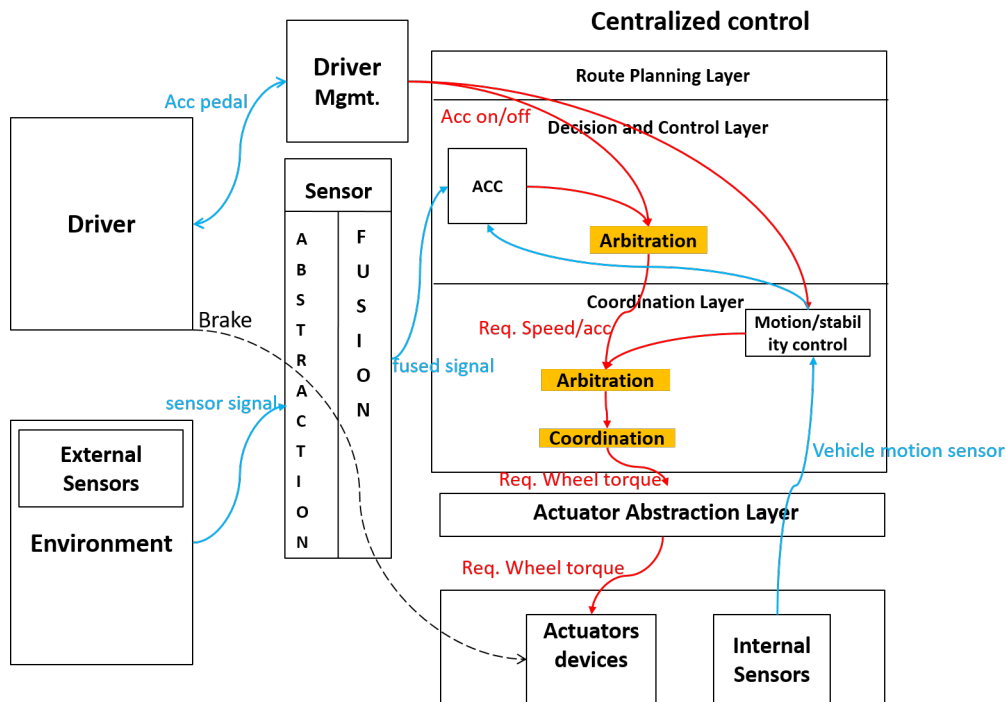 Centralized control
Driver
Mgmt.
Route Planning Layer
Acc pedal
Acc on/off
Decision and Control Layer
Driver
Sensor
ABSTRACTION
FUSION
ACC
Arbitration
Coordination Layer
Brake
Req. Speed/acc
Motion/stabil
ity control
fused signal
Arbitration
sensor signal
Coordination
External
Sensors
Vehicle motion sensor
Req. Wheel torque
Environment
Actuator Abstraction Layer
Req. Wheel torque
Actuators
devices
Internal
Sensors